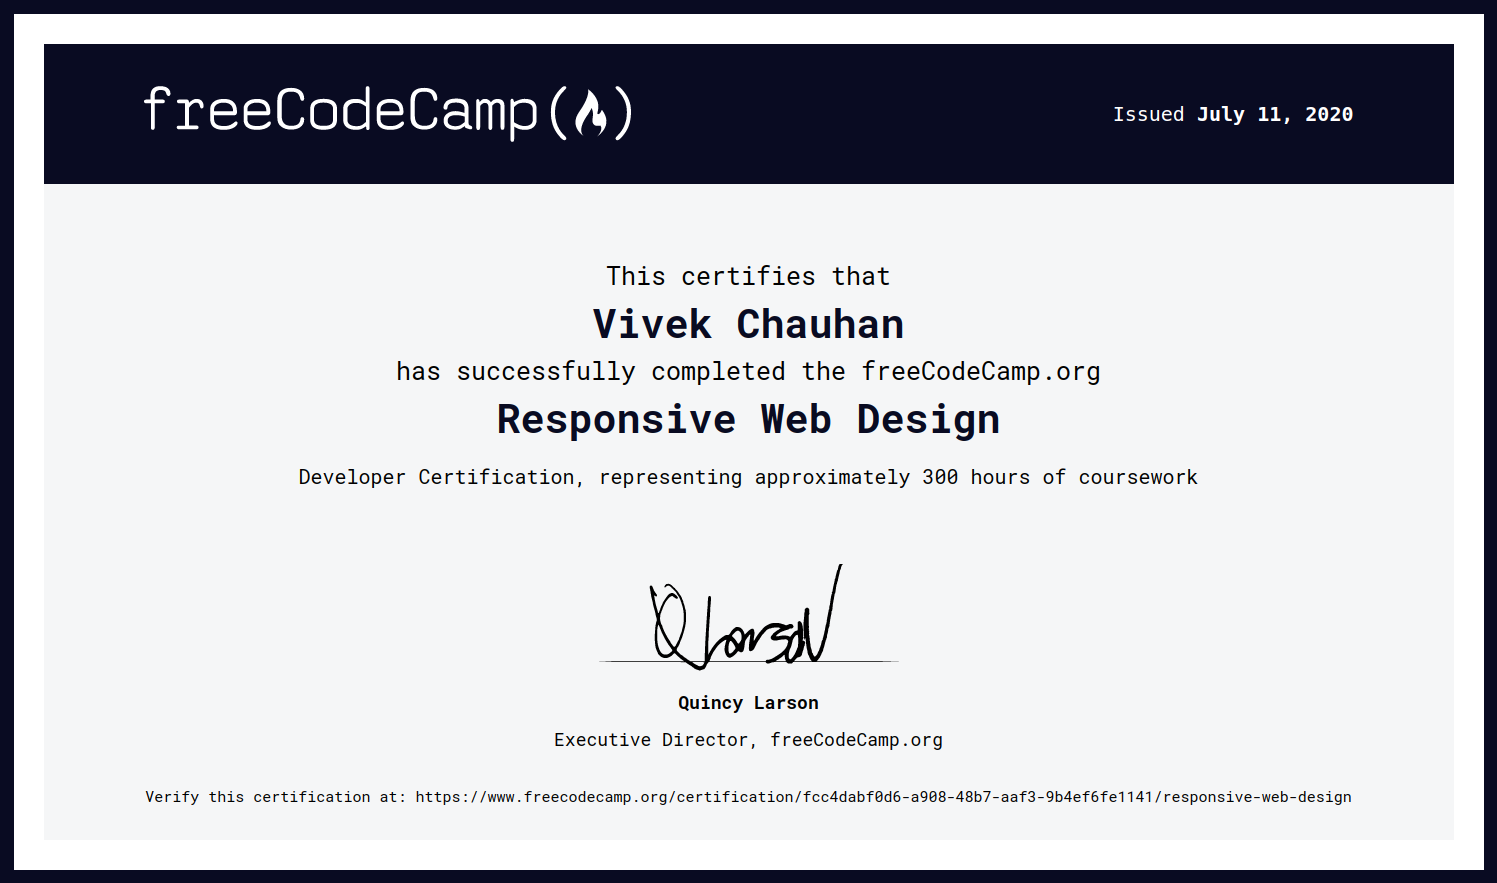 freeCodeCamp(🔥)
Issued July 11, 2020
This certifies that
Vivek Chauhan
has successfully completed the freeCodeCamp.org
Responsive Web Design
Developer Certification, representing approximately 300 hours of coursework
Q Larson
Quincy Larson
Executive Director, freeCodeCamp.org
Verify this certification at: https://www.freecodecamp.org/certification/fcc4dabf0d6-a908-48b7-aaf3-9b4ef6fe1141/responsive-web-design